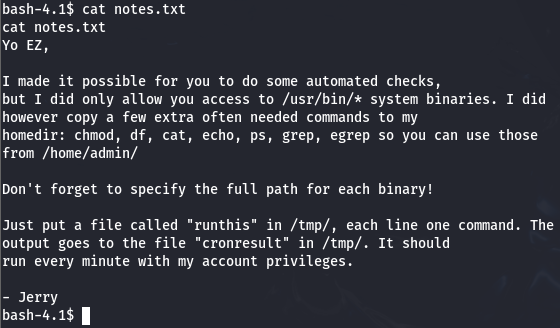 bash-4.1$ cat notes.txt
cat notes.txt
Yo EZ,
I made it possible for you to do some automated checks,
but I did only allow you access to /usr/bin/* system binaries. I did
however copy a few extra often needed commands to my
homedir: chmod, df, cat, echo, ps, grep, egrep so you can use those
from /home/admin/
Don't forget to specify the full path for each binary!
Just put a file called "runthis" in /tmp/, each line one command. The
output goes to the file "cronresult" in /tmp/. It should
run every minute with my account privileges.
- Jerry
bash-4.1$